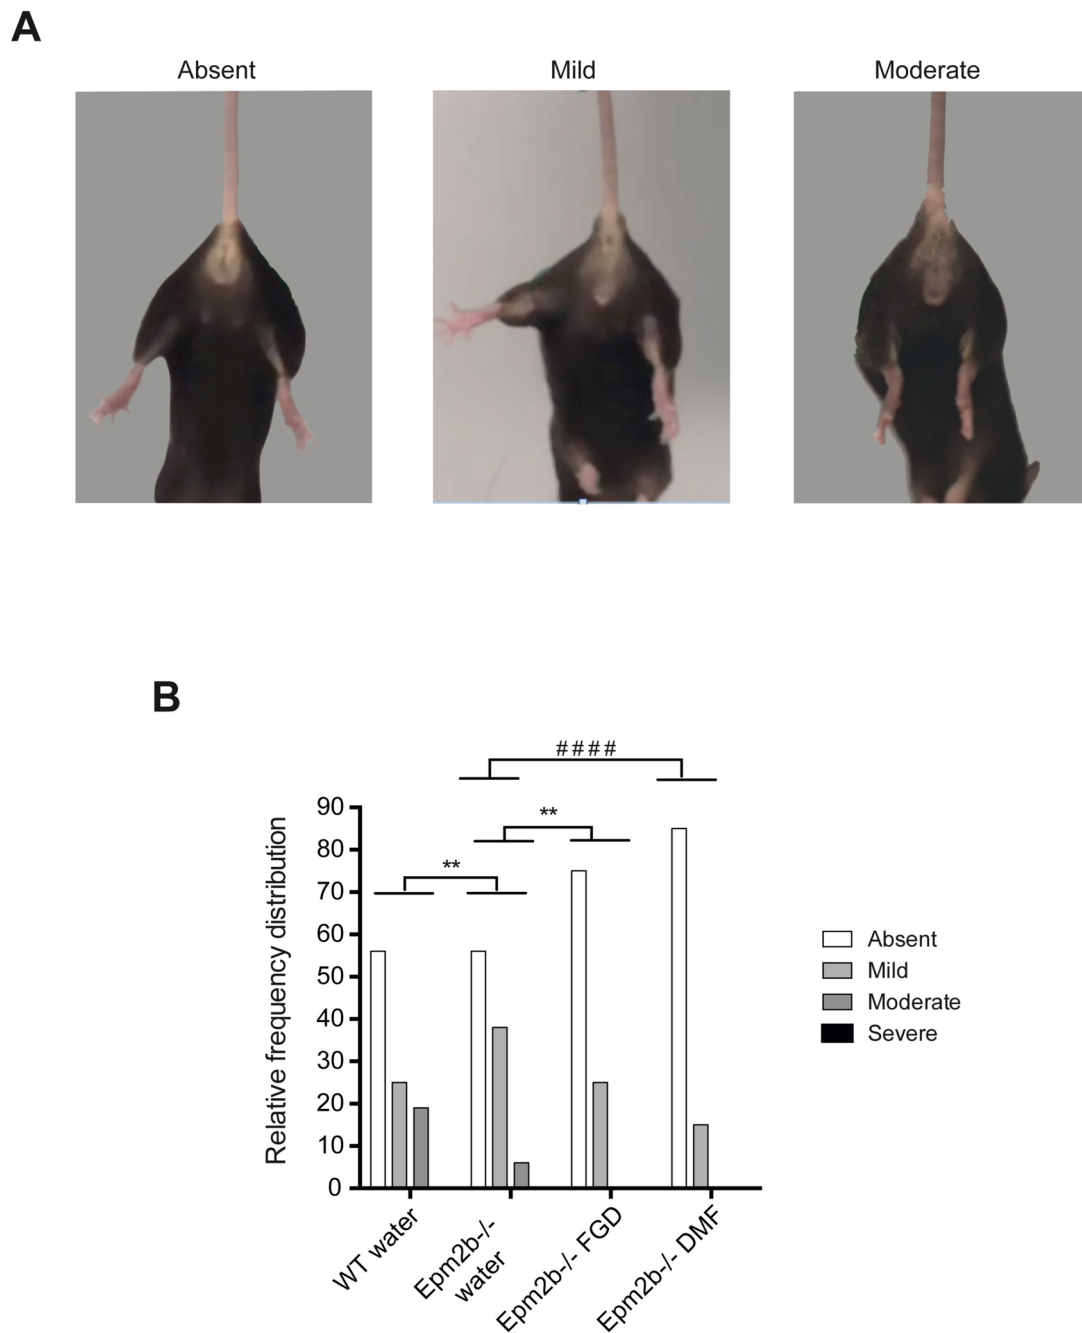 A
Absent Mild Moderate
B
####
**
**
Relative frequency distribution
90
80
70
60
50
40
30
20
10
0
WT water
Epm2b-/-
water
Epm2b-/- FGD
Epm2b-/- DMF
Absent
Mild
Moderate
Severe